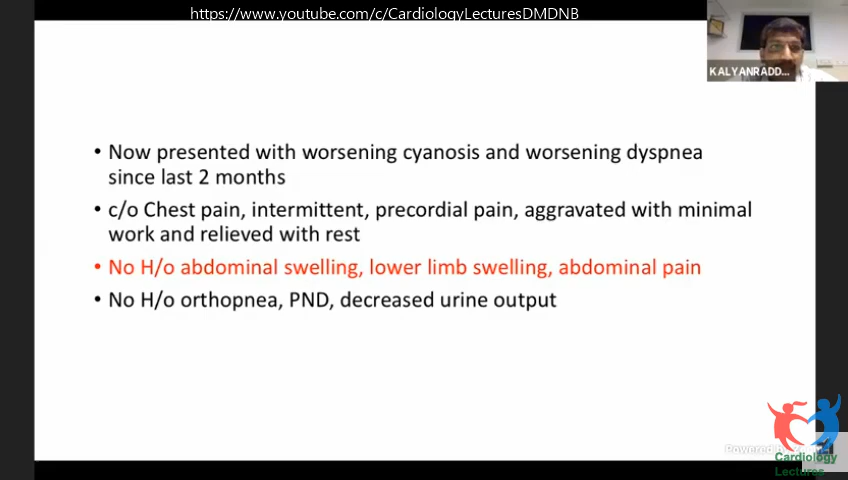 https://www.youtube.com/c/CardiologyLecturesDMDNB
KALYANRADD...
• Now presented with worsening cyanosis and worsening dyspnea
since last 2 months
• c/o Chest pain, intermittent, precordial pain, aggravated with minimal
work and relieved with rest
• No H/o abdominal swelling, lower limb swelling, abdominal pain
• No H/o orthopnea, PND, decreased urine output
Powered
Cardiology
Lectures